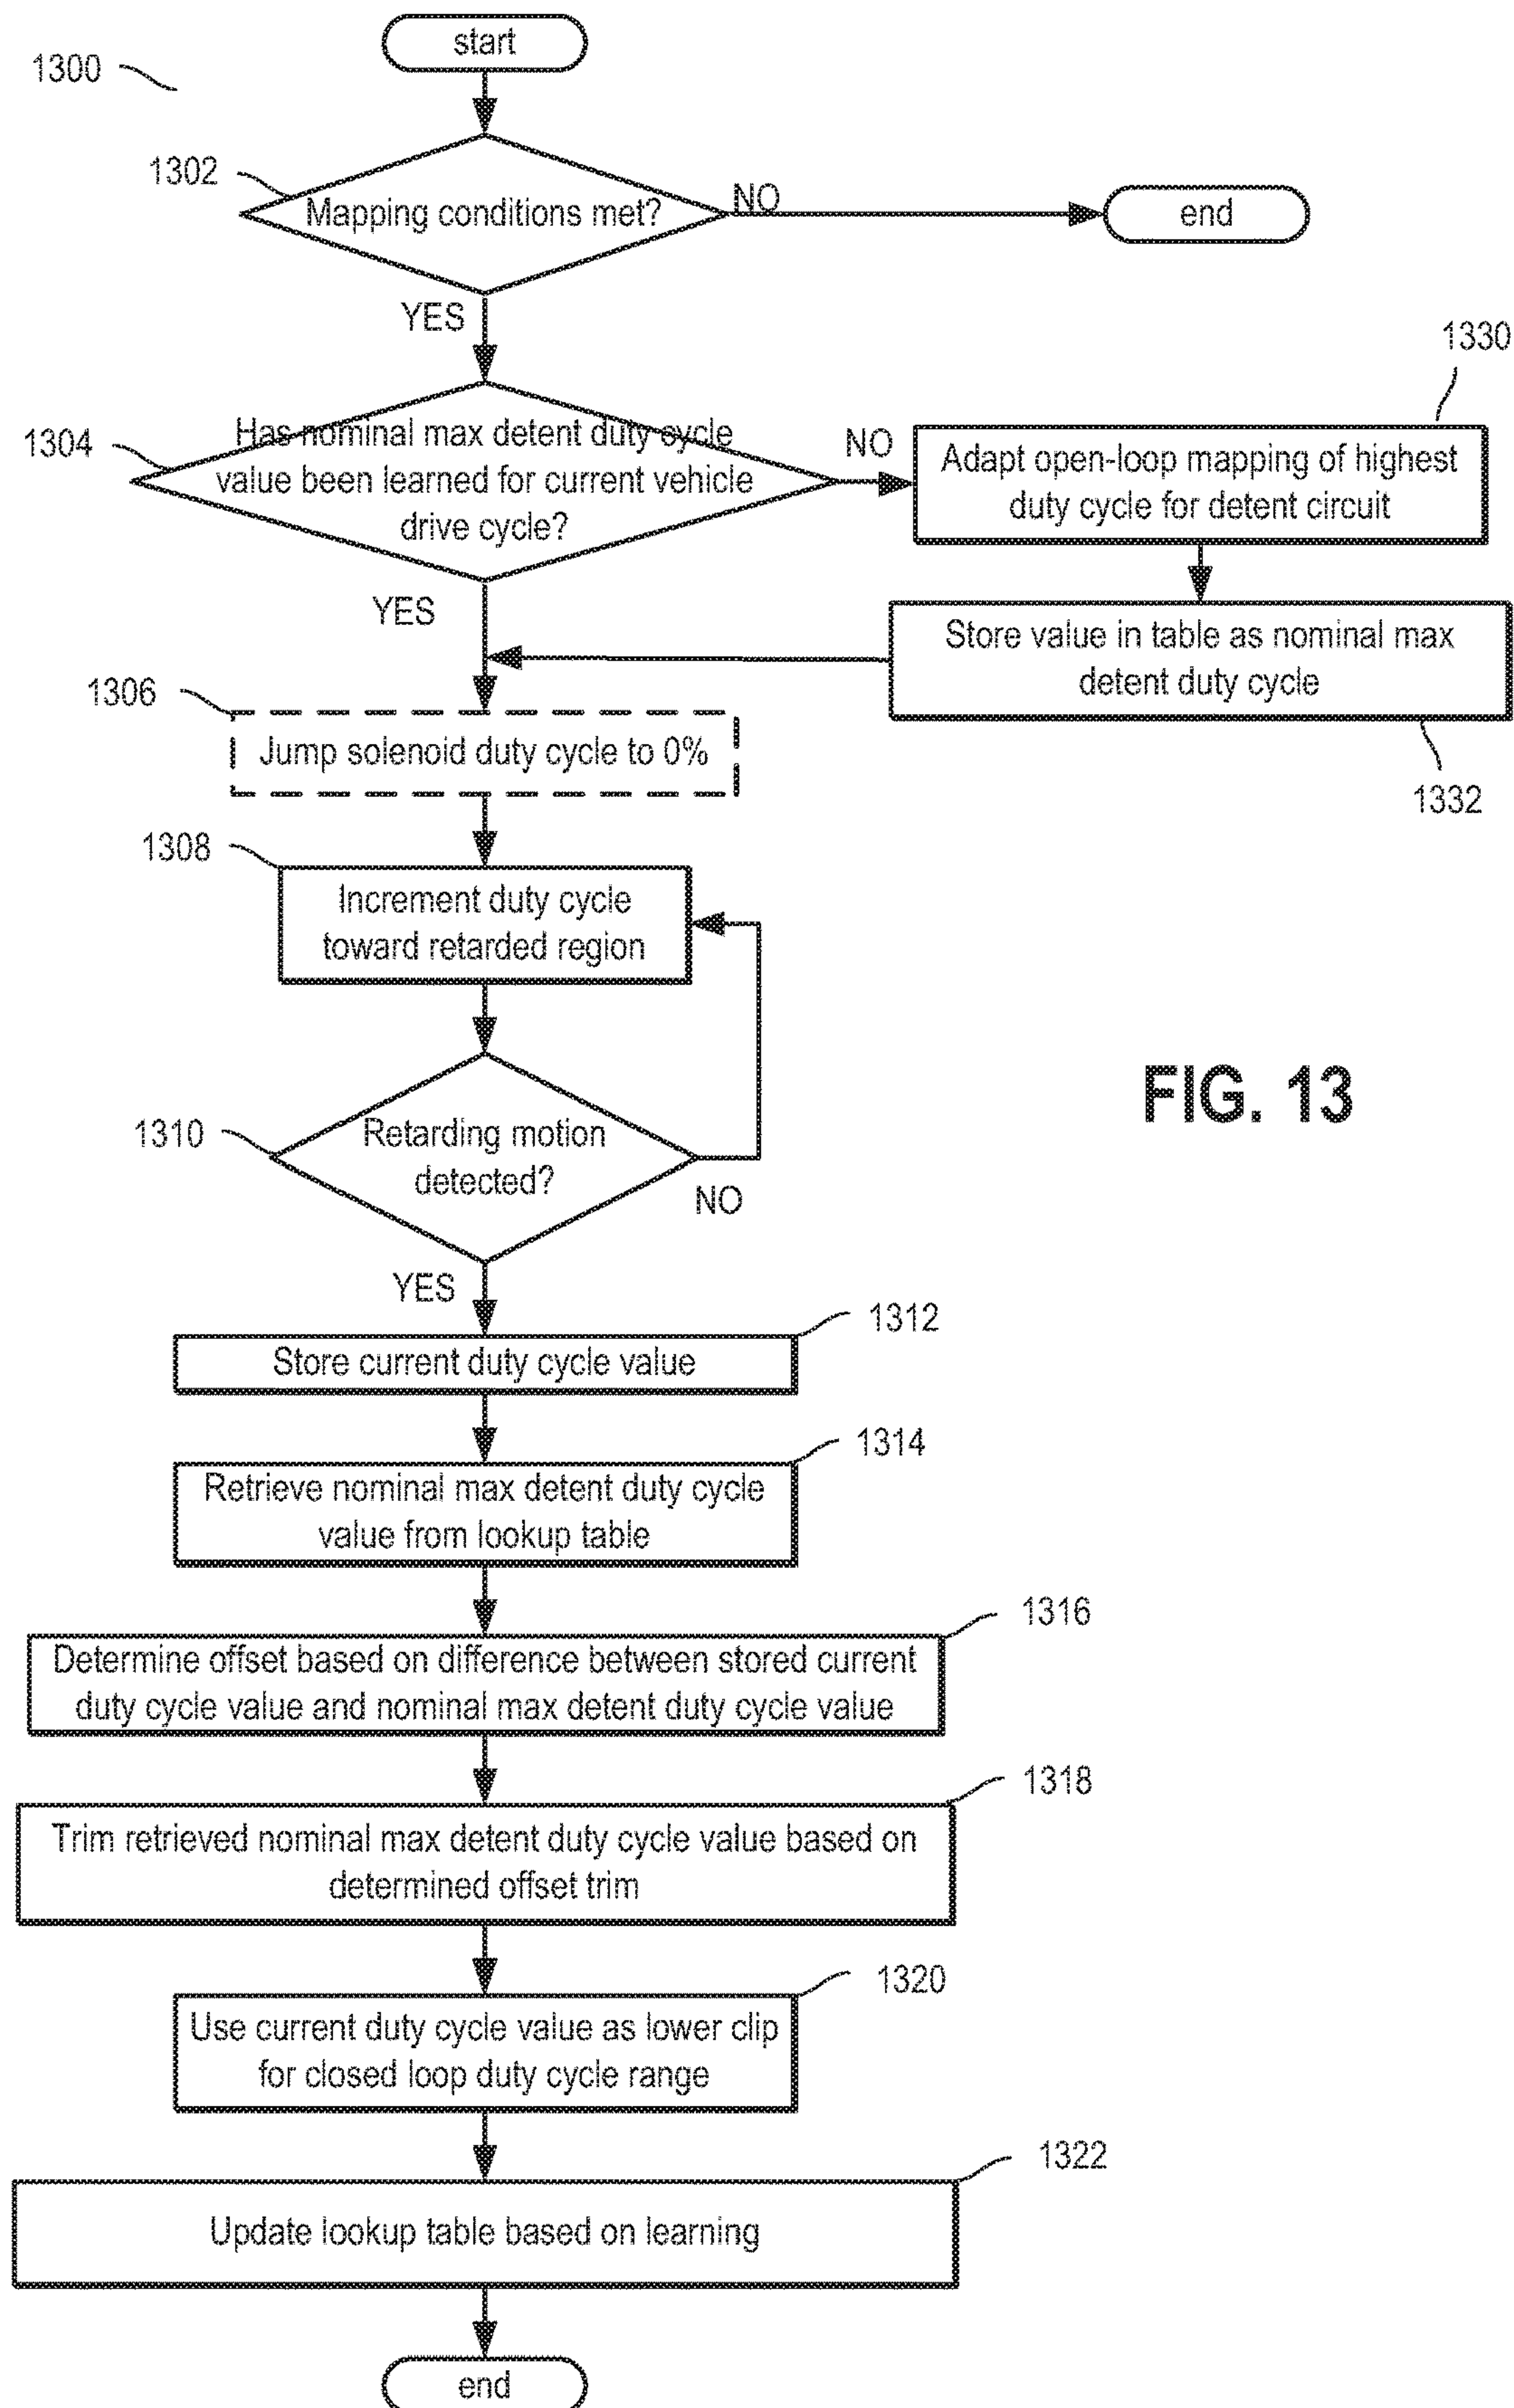 start
1300
1302
Mapping conditions met?
NO
end
YES
1330
1304
Has nominal max detent duty cycle
value been learned for current vehicle
drive cycle?
NO
Adapt open-loop mapping of highest
duty cycle for detent circuit
YES
Store value in table as nominal max
detent duty cycle
1332
1306
Jump solenoid duty cycle to 0%
1308
Increment duty cycle
toward retarded region
FIG. 13
1310
Retarding motion
detected?
NO
YES
1312
Store current duty cycle value
1314
Retrieve nominal max detent duty cycle
value from lookup table
1316
Determine offset based on difference between stored current
duty cycle value and nominal max detent duty cycle value
1318
Trim retrieved nominal max detent duty cycle value based on
determined offset trim
1320
Use current duty cycle value as lower clip
for closed loop duty cycle range
1322
Update lookup table based on learning
end